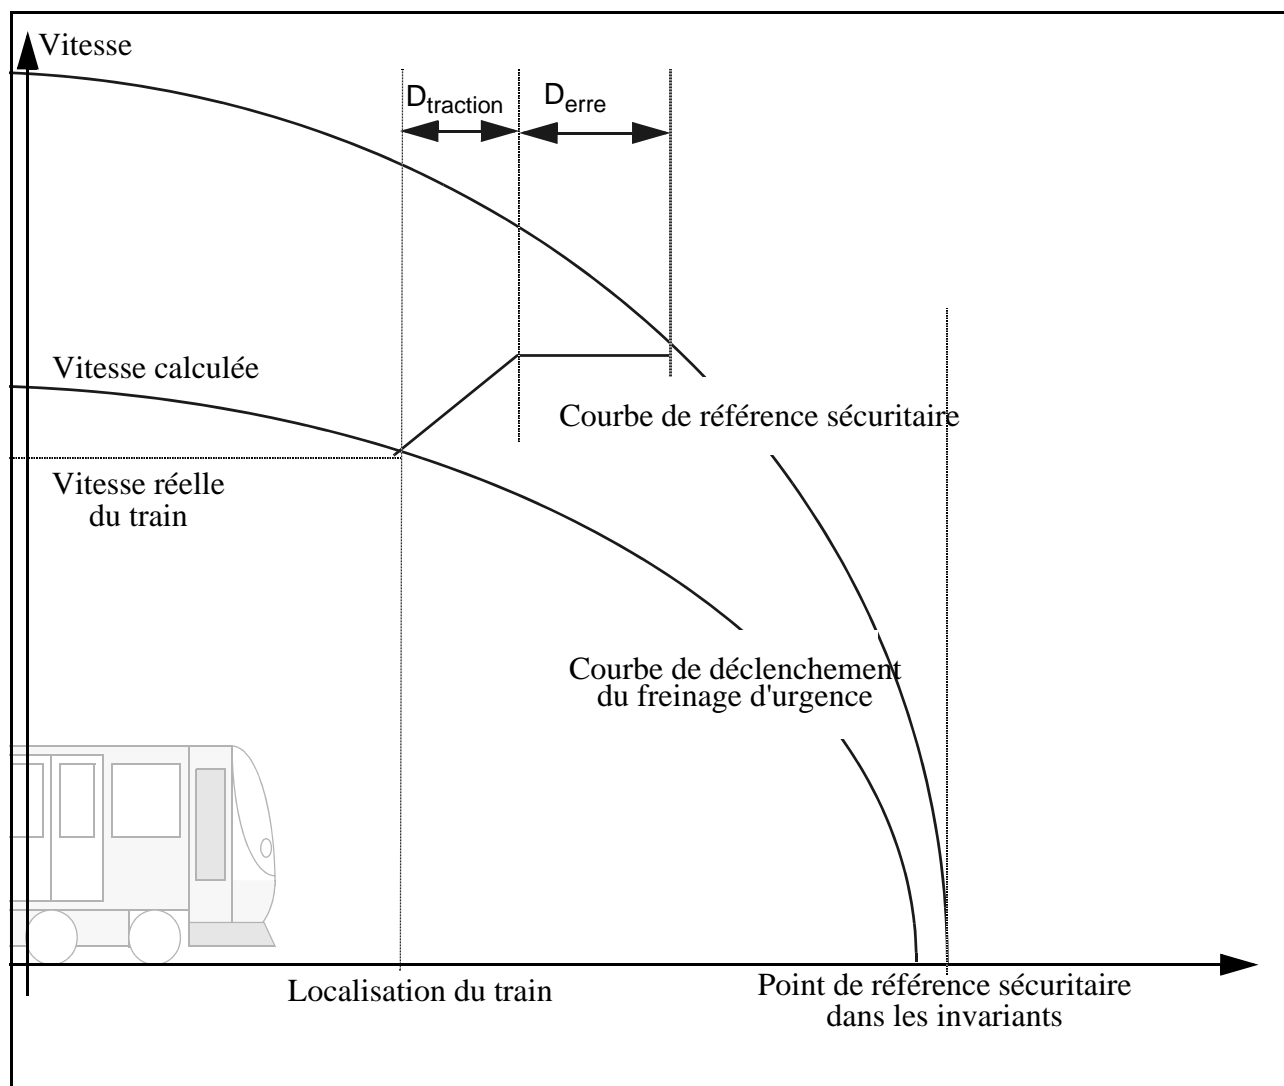 Vitesse
Dtraction
Derre
Vitesse calculée
Courbe de référence sécuritaire
Vitesse réelle
du train
Courbe de déclenchement
du freinage d'urgence
Localisation du train
Point de référence sécuritaire
dans les invariants